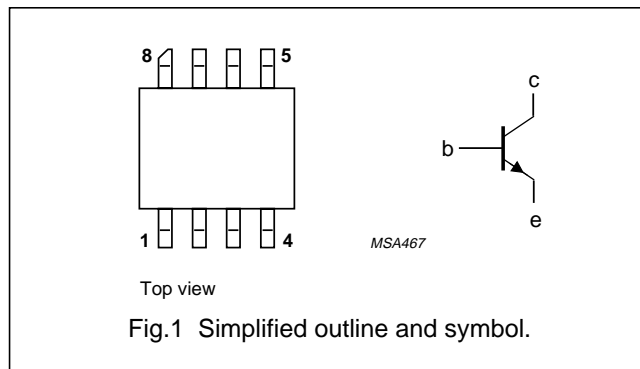 8 5
c
b
e
1 4
MSA467
Top view
Fig.1 Simplified outline and symbol.